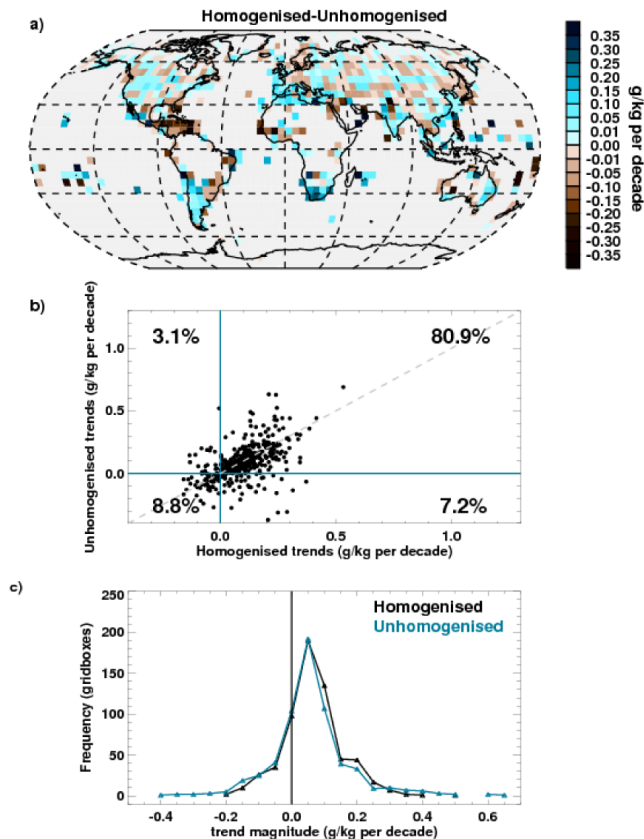 Homogenised-Unhomogenised
a)
0.35
0.30
0.25
0.20
0.15
0.10
0.05
0.01
0.00
-0.01
-0.05
-0.10
-0.15
-0.20
-0.25
-0.30
-0.35
g/kg per decade
b)
3.1%
80.9%
8.8%
7.2%
1.0
0.5
0.0
Unhomogenised trends (g/kg per decade)
0.0 0.5 1.0
Homogenised trends (g/kg per decade)
c)
Homogenised
Unhomogenised
250
200
150
100
50
0
Frequency (gridboxes)
-0.4 -0.2 0.0 0.2 0.4 0.6
trend magnitude (g/kg per decade)